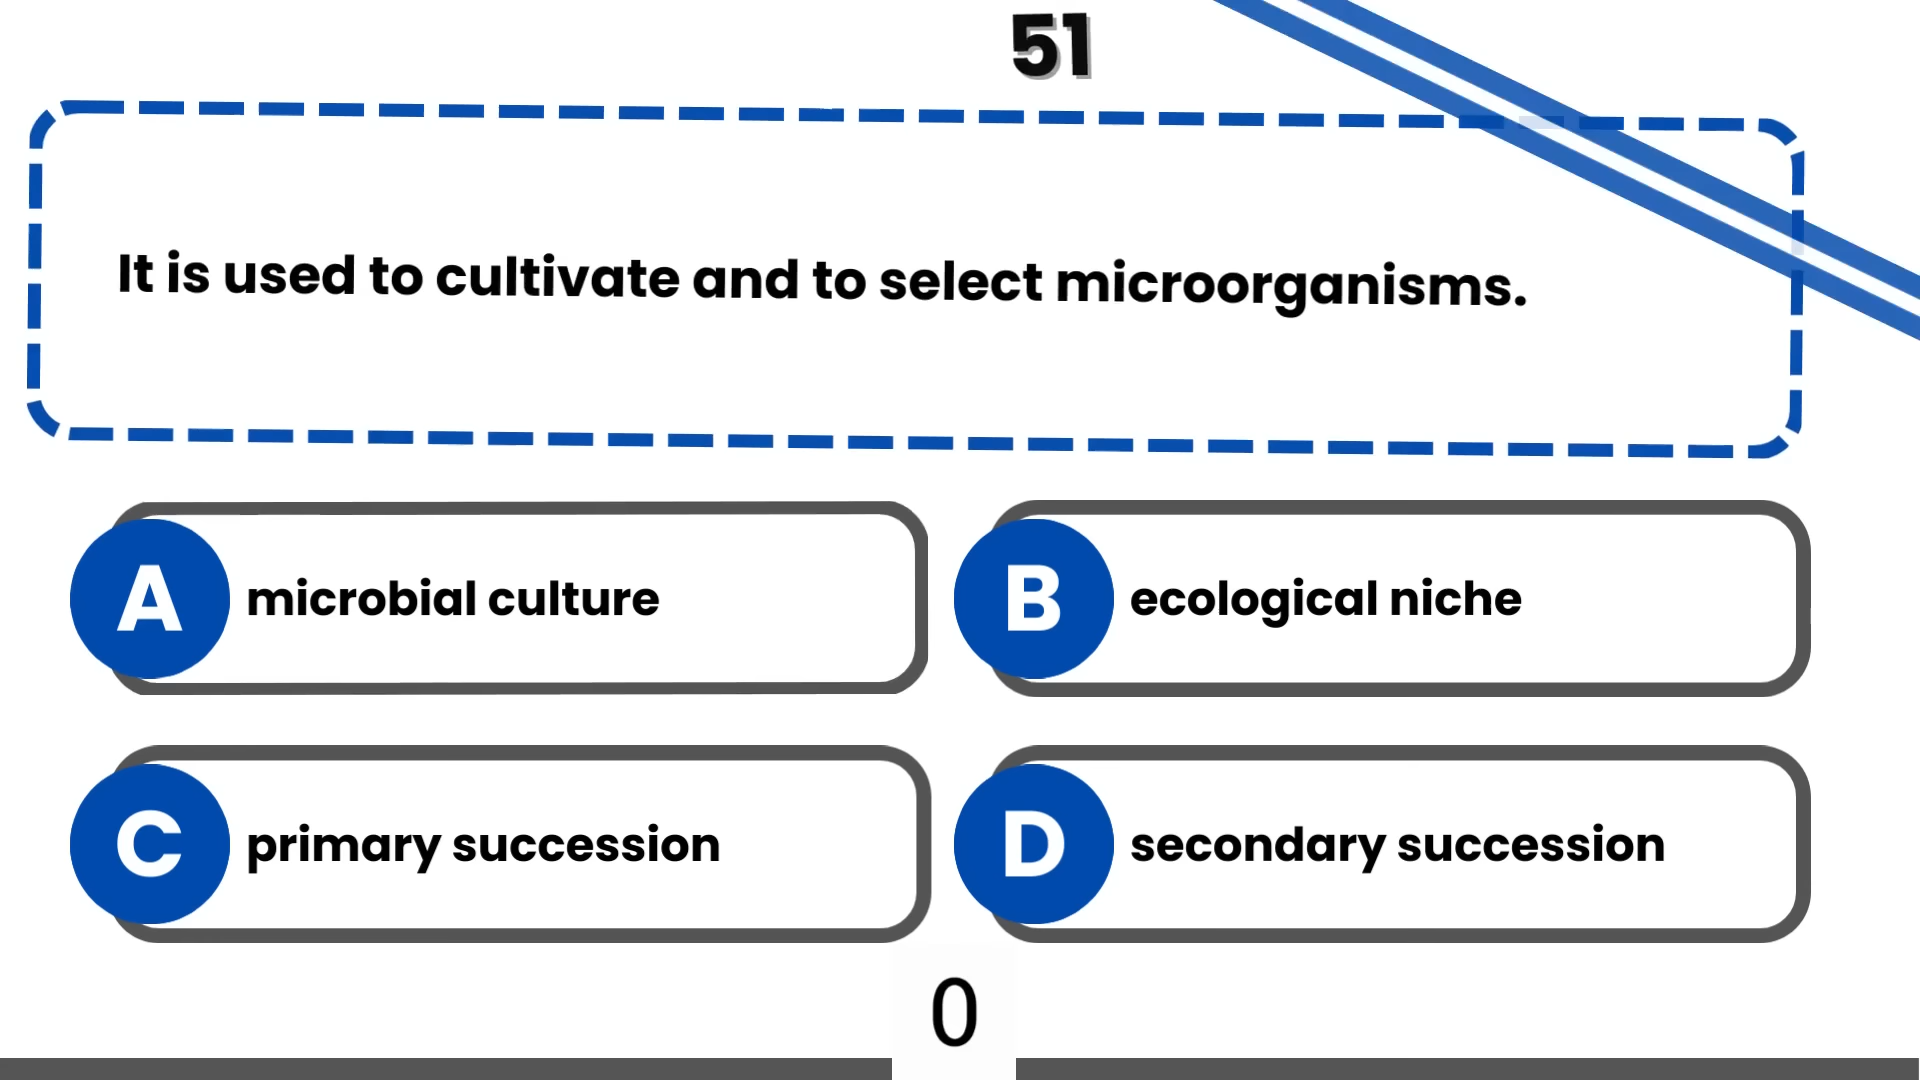 51
It is used to cultivate and to select microorganisms.
A microbial culture
B ecological niche
C primary succession
D secondary succession
0